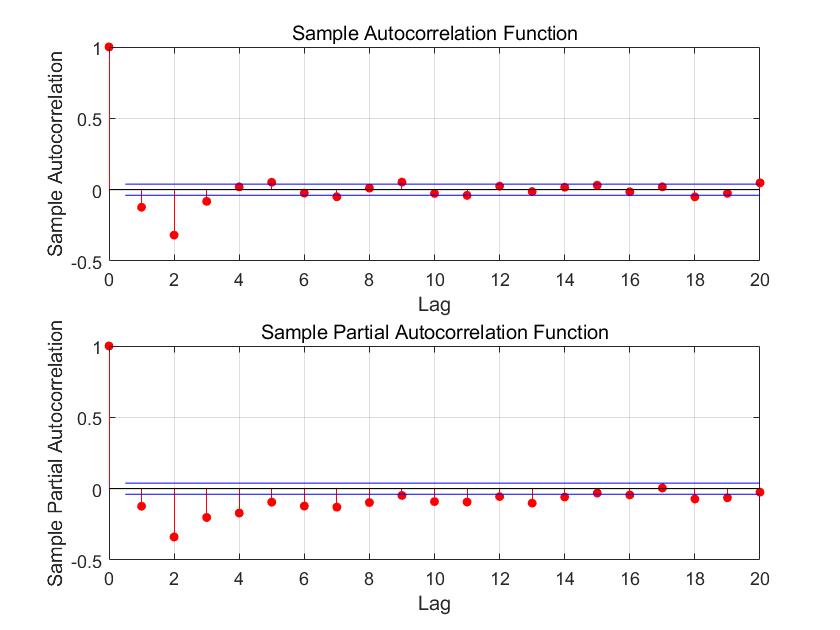 Sample Autocorrelation Function
Sample Autocorrelation
1
0.5
0
-0.5
0 2 4 6 8 10 12 14 16 18 20
Lag
Sample Partial Autocorrelation Function
Sample Partial Autocorrelation
1
0.5
0
-0.5
0 2 4 6 8 10 12 14 16 18 20
Lag